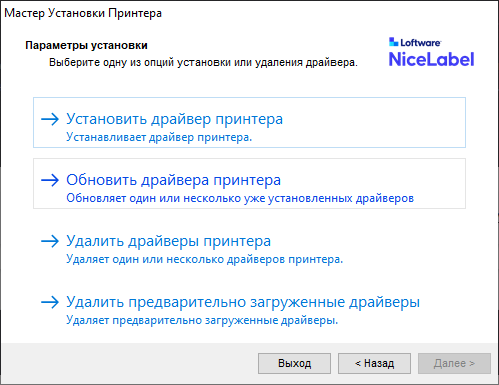 Мастер Установки Принтера
Параметры установки
Выберите одну из опций установки или удаления драйвера.
Loftware
NiceLabel
Установить драйвер принтера
Устанавливает драйвер принтера.
Обновить драйвера принтера
Обновляет один или несколько уже установленных драйверов
Удалить драйверы принтера
Удаляет один или несколько драйверов принтера.
Удалить предварительно загруженные драйверы
Удаляет предварительно загруженные драйверы.
Выход
< Назад
Далее >